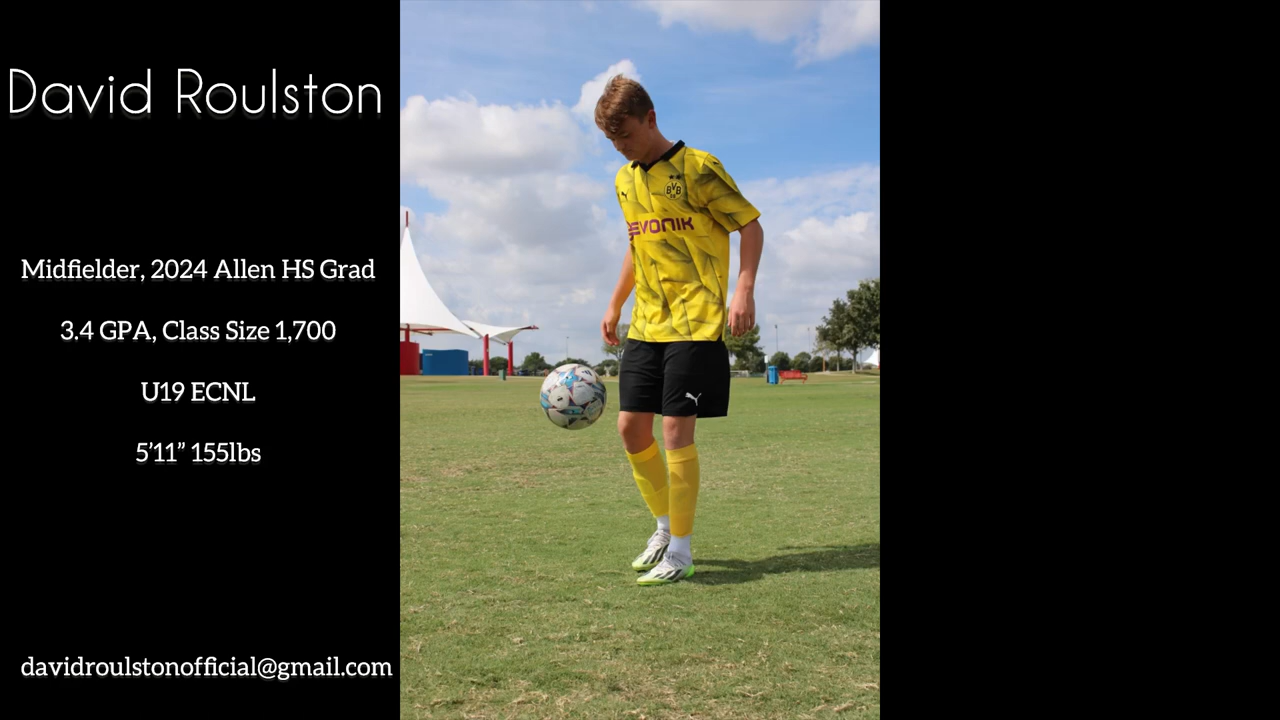 David Roulston
Midfielder, 2024 Allen HS Grad
3.4 GPA, Class Size 1,700
U19 ECNL
5'11” 155lbs
davidroulstonofficial@gmail.com
BVB
09
EVONIK